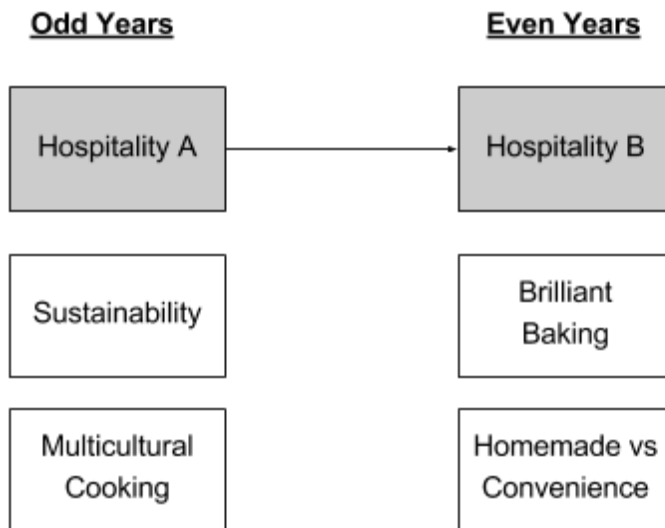 Odd Years
Even Years
Hospitality A
Hospitality B
Sustainability
Brilliant
Baking
Multicultural
Cooking
Homemade vs
Convenience